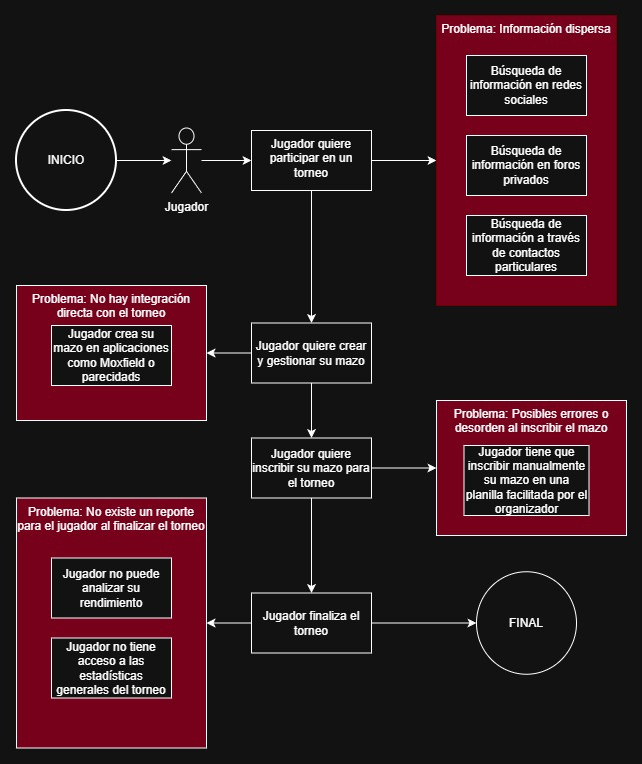 Problema: Información dispersa
Búsqueda de
información en redes
sociales
Búsqueda de
información en foros
privados
Búsqueda de
información a través
de contactos
particulares
INICIO
Jugador
Jugador quiere
participar en un
torneo
Problema: No hay integración
directa con el torneo
Jugador crea su
mazo en aplicaciones
como Moxfield o
parecidads
Jugador quiere crear
y gestionar su mazo
Problema: Posibles errores o
desorden al inscribir el mazo
Jugador tiene que
inscribir manualmente
su mazo en una
planilla facilitada por el
organizador
Jugador quiere
inscribir su mazo para
el torneo
Problema: No existe un reporte
para el jugador al finalizar el torneo
Jugador no puede
analizar su
rendimiento
Jugador no tiene
acceso a las
estadísticas
generales del torneo
Jugador finaliza el
torneo
FINAL